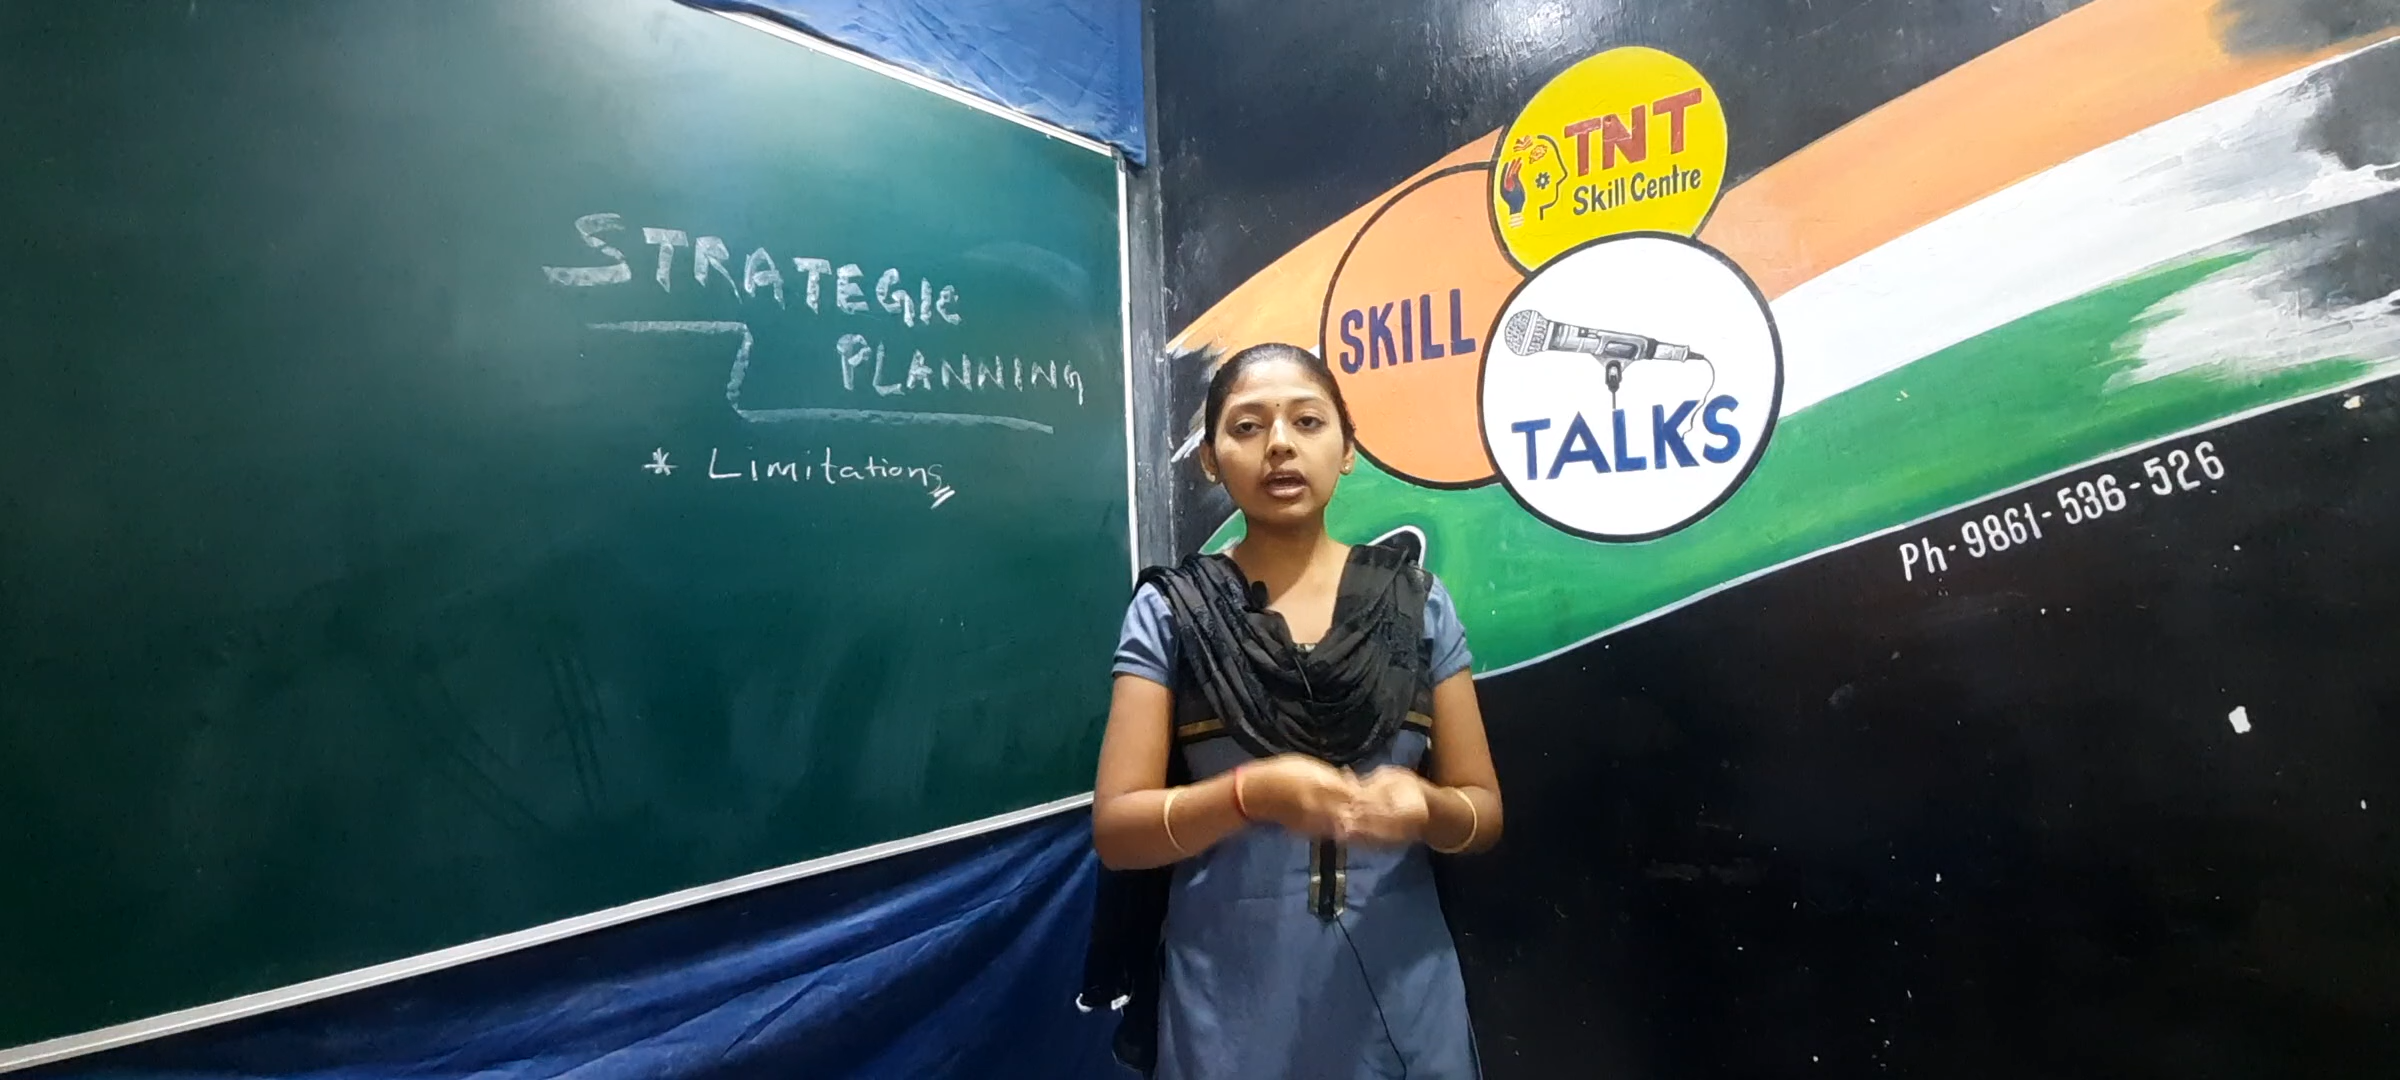 STRATEGIC
PLANNING
* Limitations
TNT
Skill Centre
SKILL
TALKS
Ph-9861-536-526